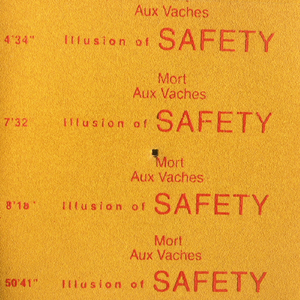 Aux Vaches
4'34" Illusion of SAFETY
Mort
Aux Vaches
7'32 Illusion of SAFETY
Mort
Aux Vaches
8'18" Illusion of SAFETY
Mort
Aux Vaches
50'41" Illusion of SAFETY